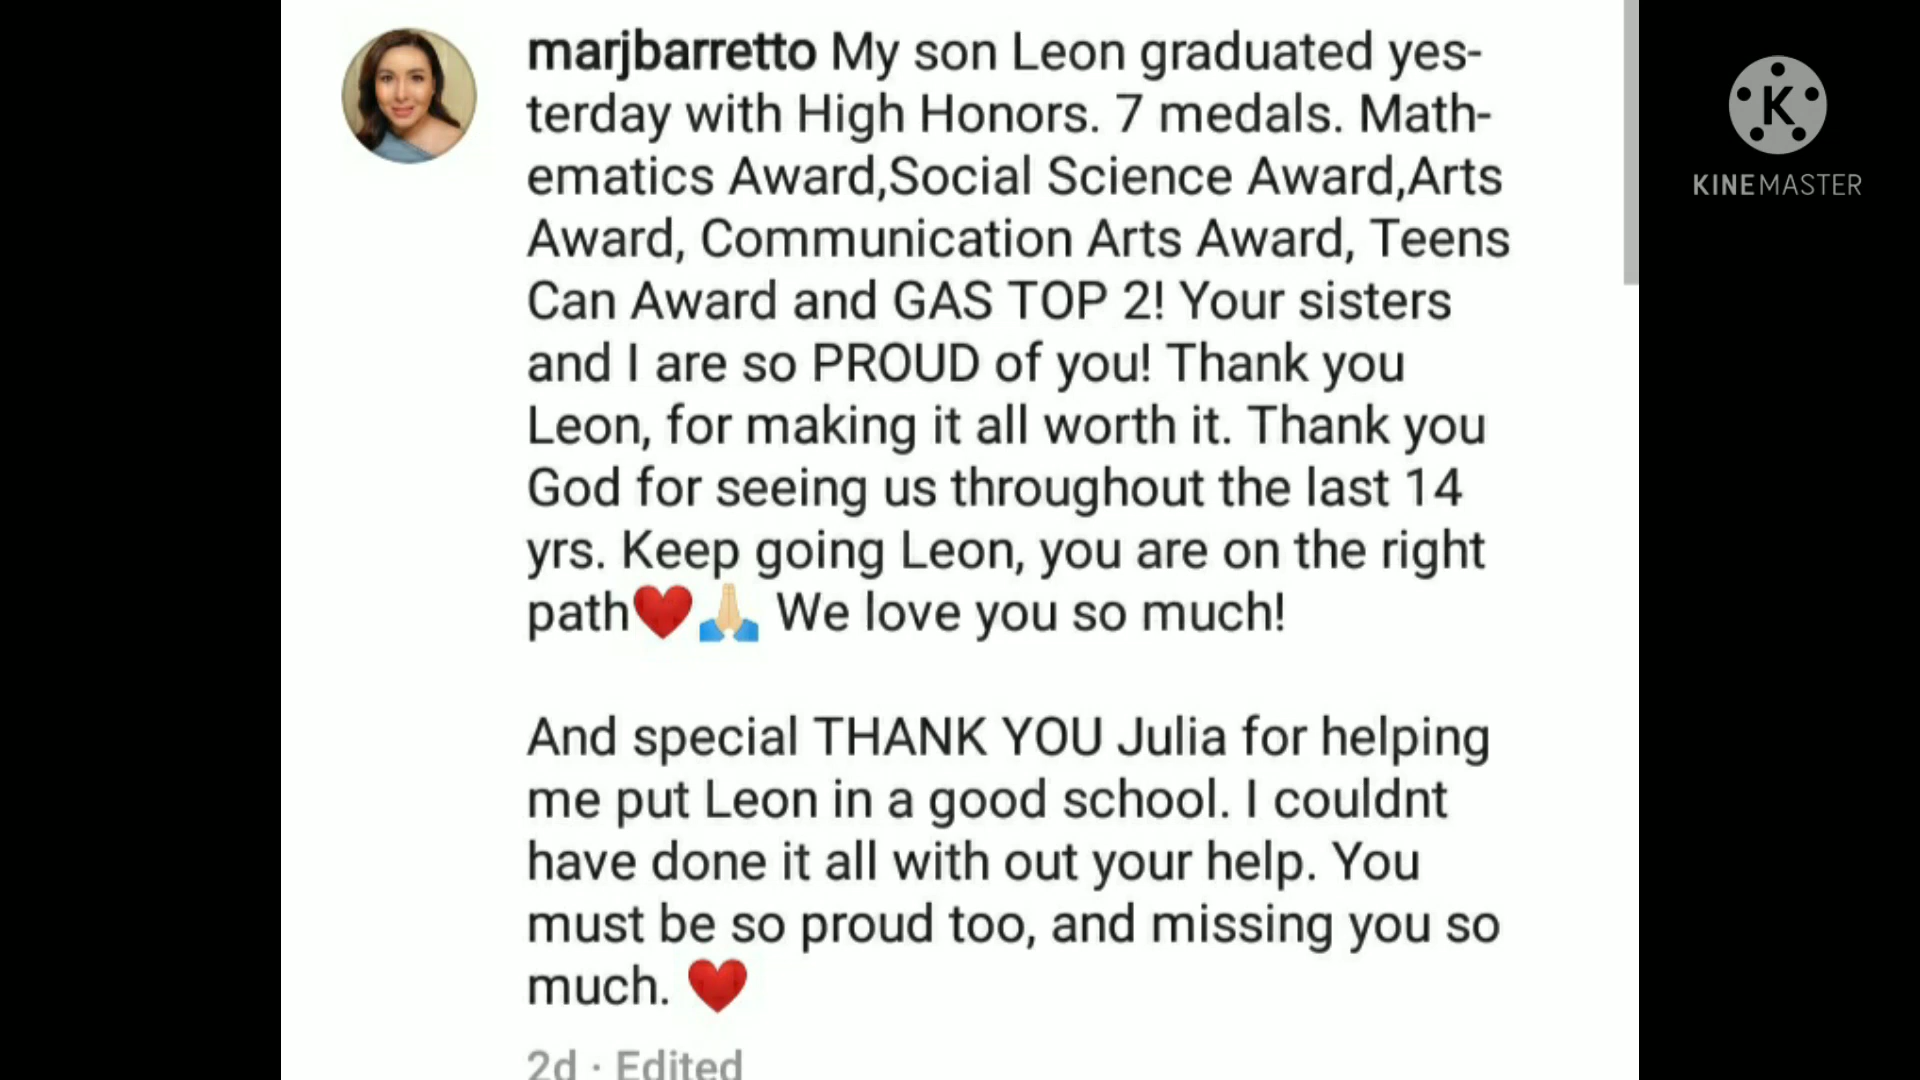 marjbarretto My son Leon graduated yes-
terday with High Honors. 7 medals. Math-
ematics Award,Social Science Award,Arts
Award, Communication Arts Award, Teens
Can Award and GAS TOP 2! Your sisters
and I are so PROUD of you! Thank you
Leon, for making it all worth it. Thank you
God for seeing us throughout the last 14
yrs. Keep going Leon, you are on the right
path❤️🙏🏻 We love you so much!
And special THANK YOU Julia for helping
me put Leon in a good school. I couldnt
have done it all with out your help. You
must be so proud too, and missing you so
much. ❤️
2d · Edited
K
KINEMASTER